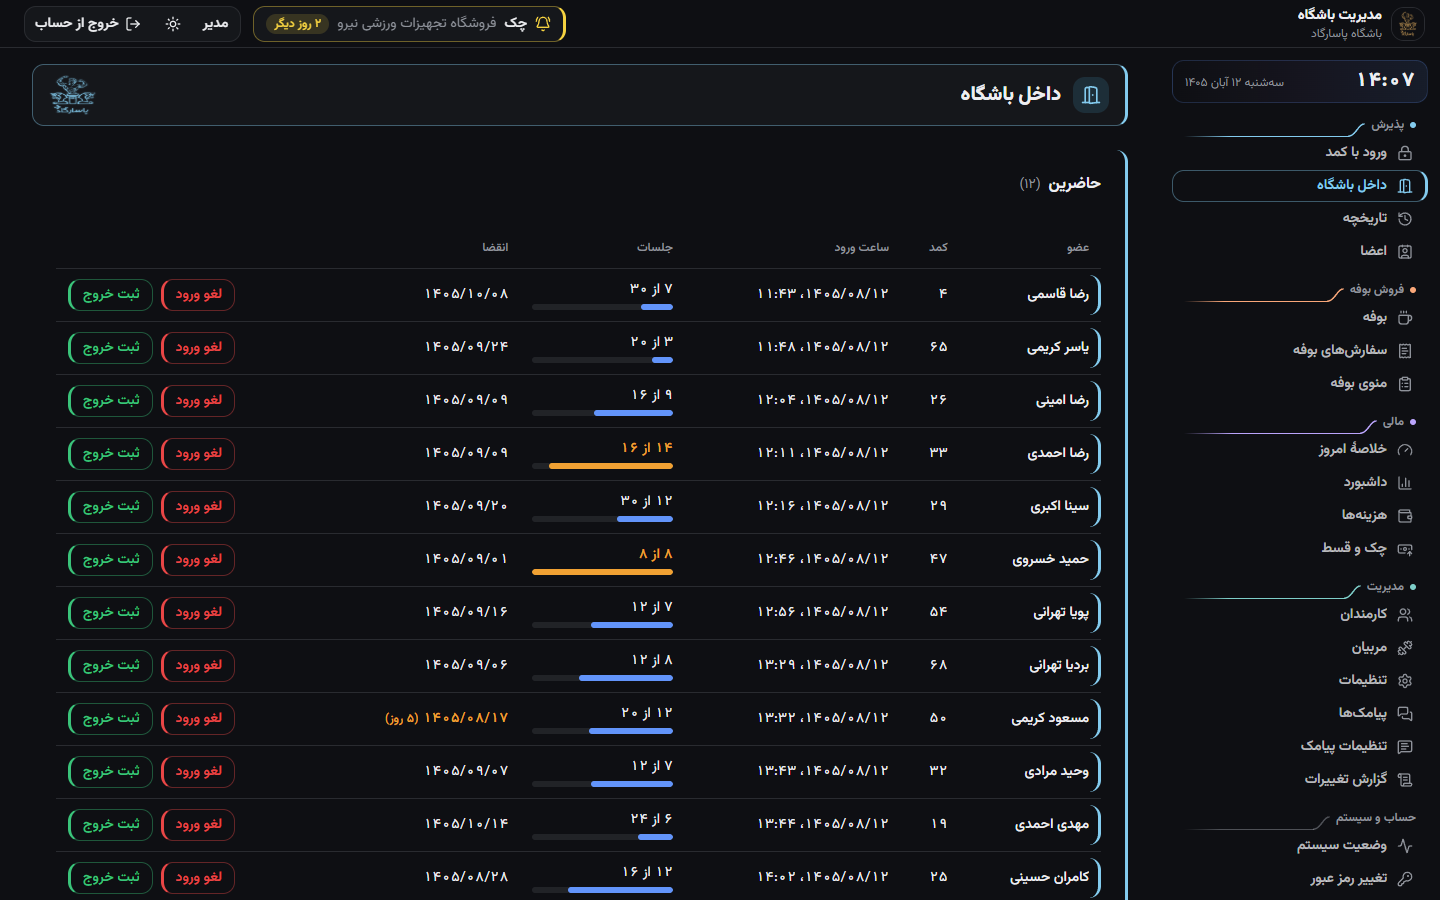 مدیریت باشگاه
باشگاه پاسارگاد
چک فروشگاه تجهیزات ورزشی نیرو ۲ روز دیگر
مدیر
خروج از حساب
۱۴:۰۷
سه‌شنبه ۱۲ آبان ۱۴۰۵
پذیرش
ورود با کمد
داخل باشگاه
تاریخچه
اعضا
فروش بوفه
بوفه
سفارش‌های بوفه
منوی بوفه
مالی
خلاصهٔ امروز
داشبورد
هزینه‌ها
چک و قسط
مدیریت
کارمندان
مربیان
تنظیمات
پیامک‌ها
تنظیمات پیامک
گزارش تغییرات
حساب و سیستم
وضعیت سیستم
تغییر رمز عبور
داخل باشگاه
پاسارگاد
حاضرین (۱۲)
عضو کمد ساعت ورود جلسات انقضا
رضا قاسمی ۴ ۱۴۰۵/۰۸/۱۲، ۱۱:۴۳ ۷ از ۳۰ ۱۴۰۵/۱۰/۰۸ لغو ورود ثبت خروج
یاسر کریمی ۶۵ ۱۴۰۵/۰۸/۱۲، ۱۱:۴۸ ۳ از ۲۰ ۱۴۰۵/۰۹/۲۴ لغو ورود ثبت خروج
رضا امینی ۲۶ ۱۴۰۵/۰۸/۱۲، ۱۲:۰۴ ۹ از ۱۶ ۱۴۰۵/۰۹/۰۹ لغو ورود ثبت خروج
رضا احمدی ۳۳ ۱۴۰۵/۰۸/۱۲، ۱۲:۱۱ ۱۴ از ۱۶ ۱۴۰۵/۰۹/۰۹ لغو ورود ثبت خروج
سینا اکبری ۲۹ ۱۴۰۵/۰۸/۱۲، ۱۲:۱۶ ۱۲ از ۳۰ ۱۴۰۵/۰۹/۲۰ لغو ورود ثبت خروج
حمید خسروی ۴۷ ۱۴۰۵/۰۸/۱۲، ۱۲:۴۶ ۸ از ۸ ۱۴۰۵/۰۹/۰۱ لغو ورود ثبت خروج
پویا تهرانی ۵۴ ۱۴۰۵/۰۸/۱۲، ۱۲:۵۶ ۷ از ۱۲ ۱۴۰۵/۰۹/۱۶ لغو ورود ثبت خروج
بردیا تهرانی ۶۸ ۱۴۰۵/۰۸/۱۲، ۱۳:۲۹ ۸ از ۱۲ ۱۴۰۵/۰۹/۰۶ لغو ورود ثبت خروج
مسعود کریمی ۵۰ ۱۴۰۵/۰۸/۱۲، ۱۳:۳۲ ۱۲ از ۲۰ ۱۴۰۵/۰۸/۱۷ (۵ روز) لغو ورود ثبت خروج
وحید مرادی ۳۲ ۱۴۰۵/۰۸/۱۲، ۱۳:۴۳ ۷ از ۱۲ ۱۴۰۵/۰۹/۰۷ لغو ورود ثبت خروج
مهدی احمدی ۱۹ ۱۴۰۵/۰۸/۱۲، ۱۳:۴۴ ۶ از ۲۴ ۱۴۰۵/۱۰/۱۴ لغو ورود ثبت خروج
کامران حسینی ۲۵ ۱۴۰۵/۰۸/۱۲، ۱۴:۰۲ ۱۲ از ۱۶ ۱۴۰۵/۰۸/۲۸ لغو ورود ثبت خروج